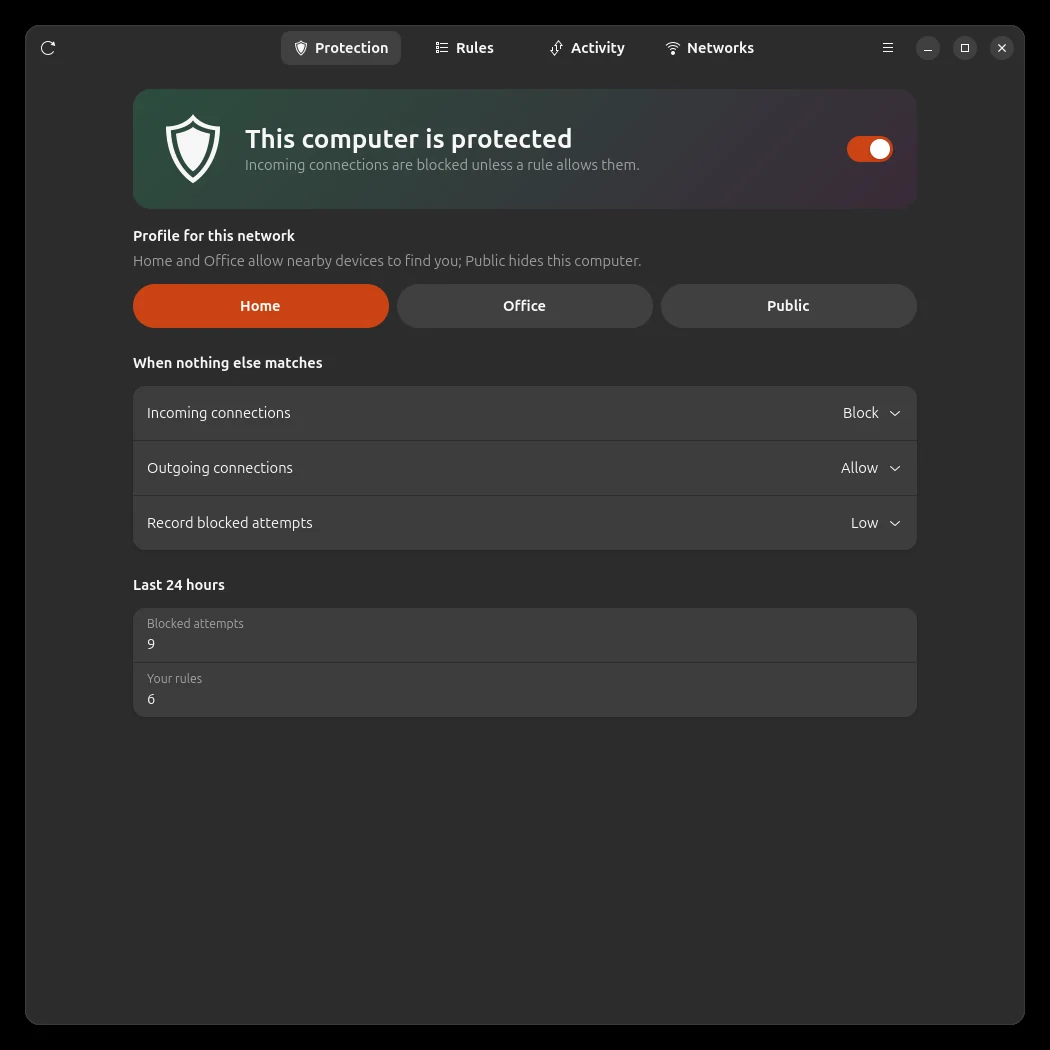 Protection
Rules
Activity
Networks
This computer is protected
Incoming connections are blocked unless a rule allows them.
Profile for this network
Home and Office allow nearby devices to find you; Public hides this computer.
Home
Office
Public
When nothing else matches
Incoming connections
Block
Outgoing connections
Allow
Record blocked attempts
Low
Last 24 hours
Blocked attempts
9
Your rules
6